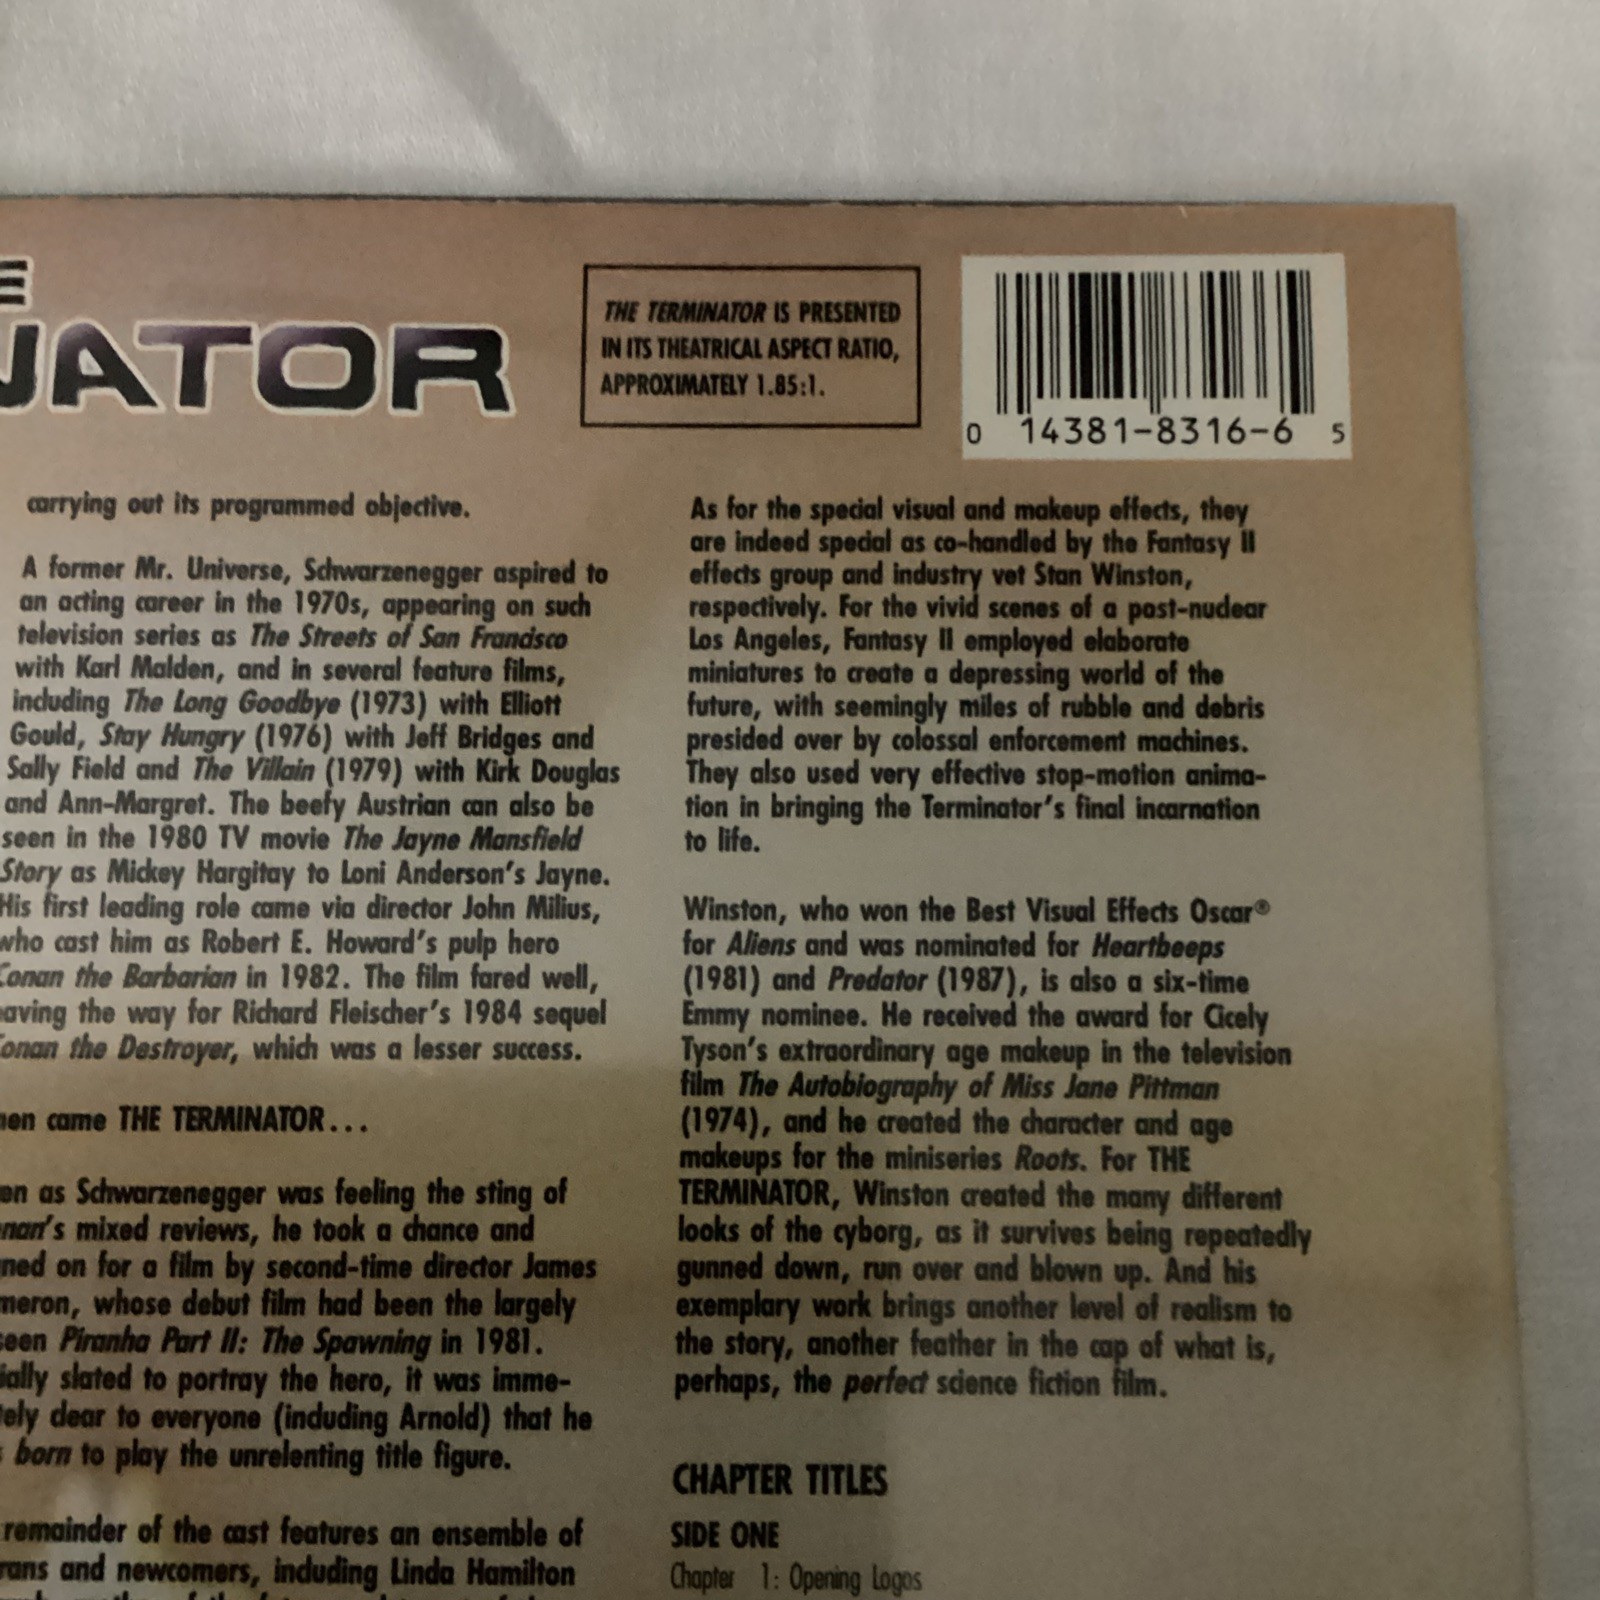 NATOR
THE TERMINATOR IS PRESENTED
IN ITS THEATRICAL ASPECT RATIO,
APPROXIMATELY 1.85:1.
0 14381-8316-6 5
carrying out its programmed objective.
A former Mr. Universe, Schwarzenegger aspired to
an acting career in the 1970s, appearing on such
television series as The Streets of San Francisco
with Karl Malden, and in several feature films,
including The Long Goodbye (1973) with Elliott
Gould, Stay Hungry (1976) with Jeff Bridges and
Sally Field and The Villain (1979) with Kirk Douglas
and Ann-Margret. The beefy Austrian can also be
seen in the 1980 TV movie The Jayne Mansfield
Story as Mickey Hargitay to Loni Anderson's Jayne.
His first leading role came via director John Milius,
who cast him as Robert E. Howard's pulp hero
Conan the Barbarian in 1982. The film fared well,
aving the way for Richard Fleischer's 1984 sequel
Conan the Destroyer, which was a lesser success.
hen came THE TERMINATOR...
en as Schwarzenegger was feeling the sting of
nan's mixed reviews, he took a chance and
ned on for a film by second-time director James
meron, whose debut film had been the largely
seen Piranha Part II: The Spawning in 1981.
ially slated to portray the hero, it was imme-
tely clear to everyone (including Arnold) that he
s born to play the unrelenting title figure.
remainder of the cast features an ensemble of
rans and newcomers, including Linda Hamilton
As for the special visual and makeup effects, they
are indeed special as co-handled by the Fantasy II
effects group and industry vet Stan Winston,
respectively. For the vivid scenes of a post-nuclear
Los Angeles, Fantasy II employed elaborate
miniatures to create a depressing world of the
future, with seemingly miles of rubble and debris
presided over by colossal enforcement machines.
They also used very effective stop-motion anima-
tion in bringing the Terminator's final incarnation
to life.
Winston, who won the Best Visual Effects Oscar®
for Aliens and was nominated for Heartbeeps
(1981) and Predator (1987), is also a six-time
Emmy nominee. He received the award for Cicely
Tyson's extraordinary age makeup in the television
film The Autobiography of Miss Jane Pittman
(1974), and he created the character and age
makeups for the miniseries Roots. For THE
TERMINATOR, Winston created the many different
looks of the cyborg, as it survives being repeatedly
gunned down, run over and blown up. And his
exemplary work brings another level of realism to
the story, another feather in the cap of what is,
perhaps, the perfect science fiction film.
CHAPTER TITLES
SIDE ONE
Chapter 1: Opening Logos